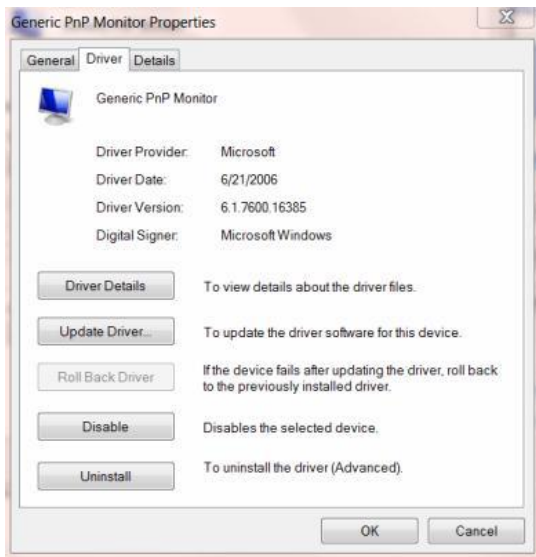 Generic PnP Monitor Properties
General Driver Details
Generic PnP Monitor
Driver Provider: Microsoft
Driver Date: 6/21/2006
Driver Version: 6.1.7600.16385
Digital Signer: Microsoft Windows
Driver Details To view details about the driver files.
Update Driver... To update the driver software for this device.
Roll Back Driver If the device fails after updating the driver, roll back
to the previously installed driver.
Disable Disables the selected device.
Uninstall To uninstall the driver (Advanced).
OK Cancel